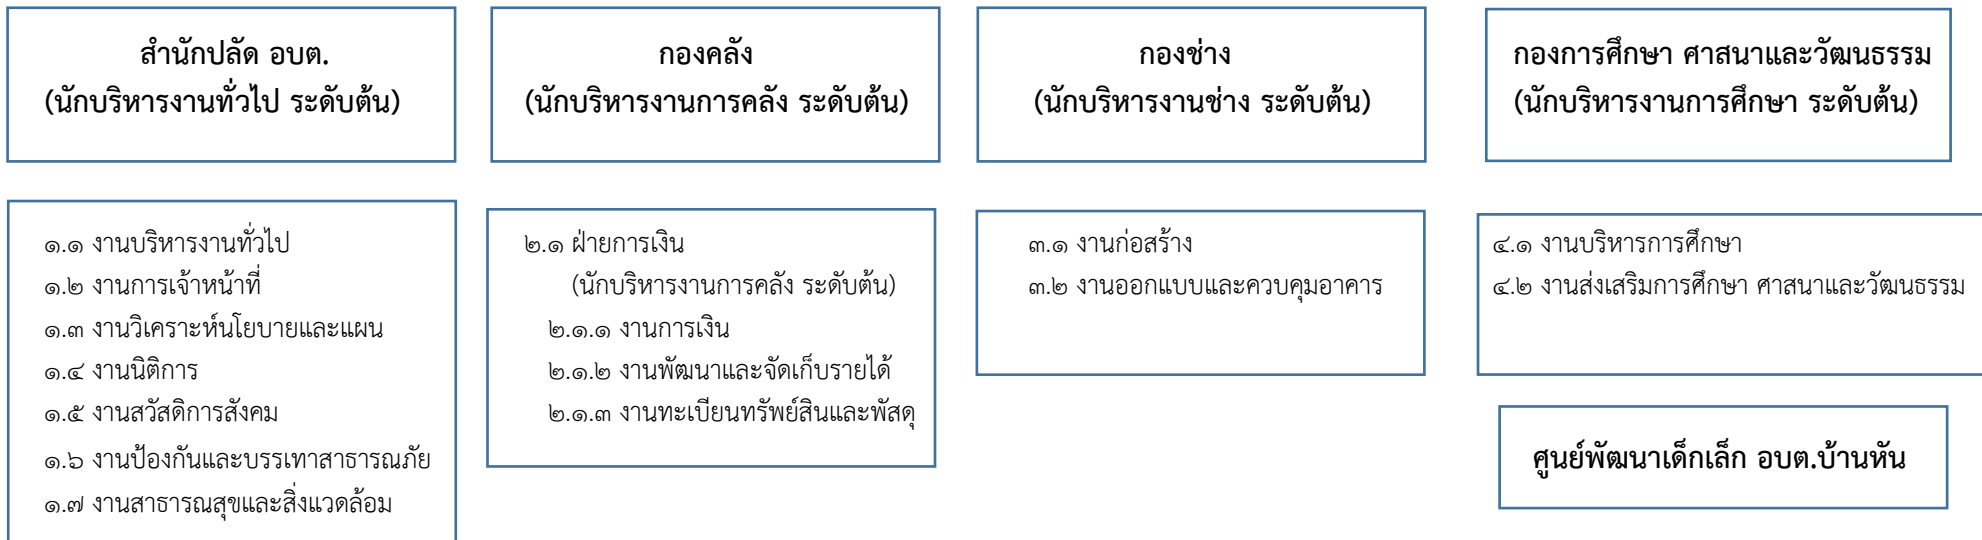 สำนักปลัด อบต.
(นักบริหารงานทั่วไป ระดับต้น)
๑.๑ งานบริหารงานทั่วไป
๑.๒ งานการเจ้าหน้าที่
๑.๓ งานวิเคราะห์นโยบายและแผน
๑.๔ งานนิติการ
๑.๕ งานสวัสดิการสังคม
๑.๖ งานป้องกันและบรรเทาสาธารณภัย
๑.๗ งานสาธารณสุขและสิ่งแวดล้อม
กองคลัง
(นักบริหารงานการคลัง ระดับต้น)
๒.๑ ฝ่ายการเงิน
(นักบริหารงานการคลัง ระดับต้น)
๒.๑.๑ งานการเงิน
๒.๑.๒ งานพัฒนาและจัดเก็บรายได้
๒.๑.๓ งานทะเบียนทรัพย์สินและพัสดุ
กองช่าง
(นักบริหารงานช่าง ระดับต้น)
๓.๑ งานก่อสร้าง
๓.๒ งานออกแบบและควบคุมอาคาร
กองการศึกษา ศาสนาและวัฒนธรรม
(นักบริหารงานการศึกษา ระดับต้น)
๔.๑ งานบริหารการศึกษา
๔.๒ งานส่งเสริมการศึกษา ศาสนาและวัฒนธรรม
ศูนย์พัฒนาเด็กเล็ก อบต.บ้านหัน